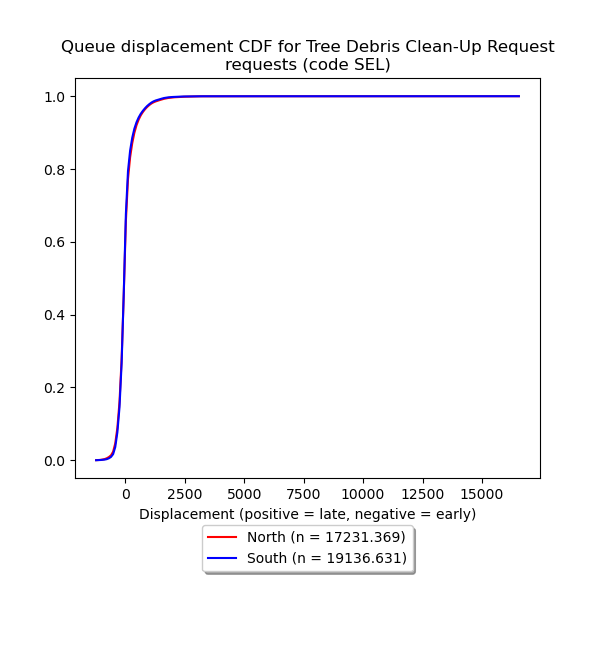 Queue displacement CDF for Tree Debris Clean-Up Request
requests (code SEL)
1.0
0.8
0.6
0.4
0.2
0.0
0 2500 5000 7500 10000 12500 15000
Displacement (positive = late, negative = early)
North (n = 17231.369)
South (n = 19136.631)